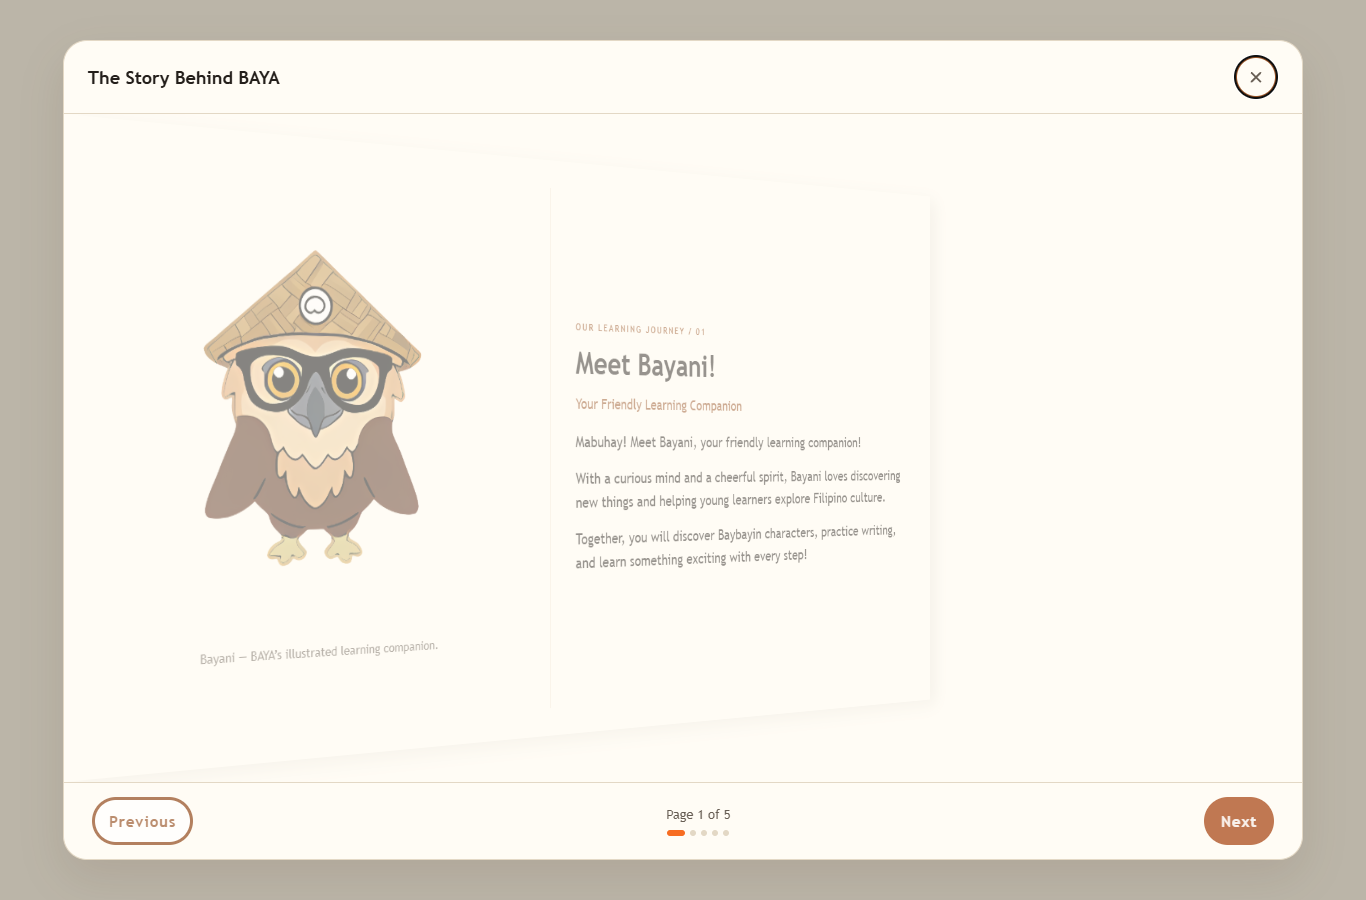 The Story Behind BAYA
OUR LEARNING JOURNEY / 01
Meet Bayani!
Your Friendly Learning Companion
Mabuhay! Meet Bayani, your friendly learning companion!
With a curious mind and a cheerful spirit, Bayani loves discovering
new things and helping young learners explore Filipino culture.
Together, you will discover Baybayin characters, practice writing,
and learn something exciting with every step!
Bayani — BAYA's illustrated learning companion.
Previous
Page 1 of 5
Next